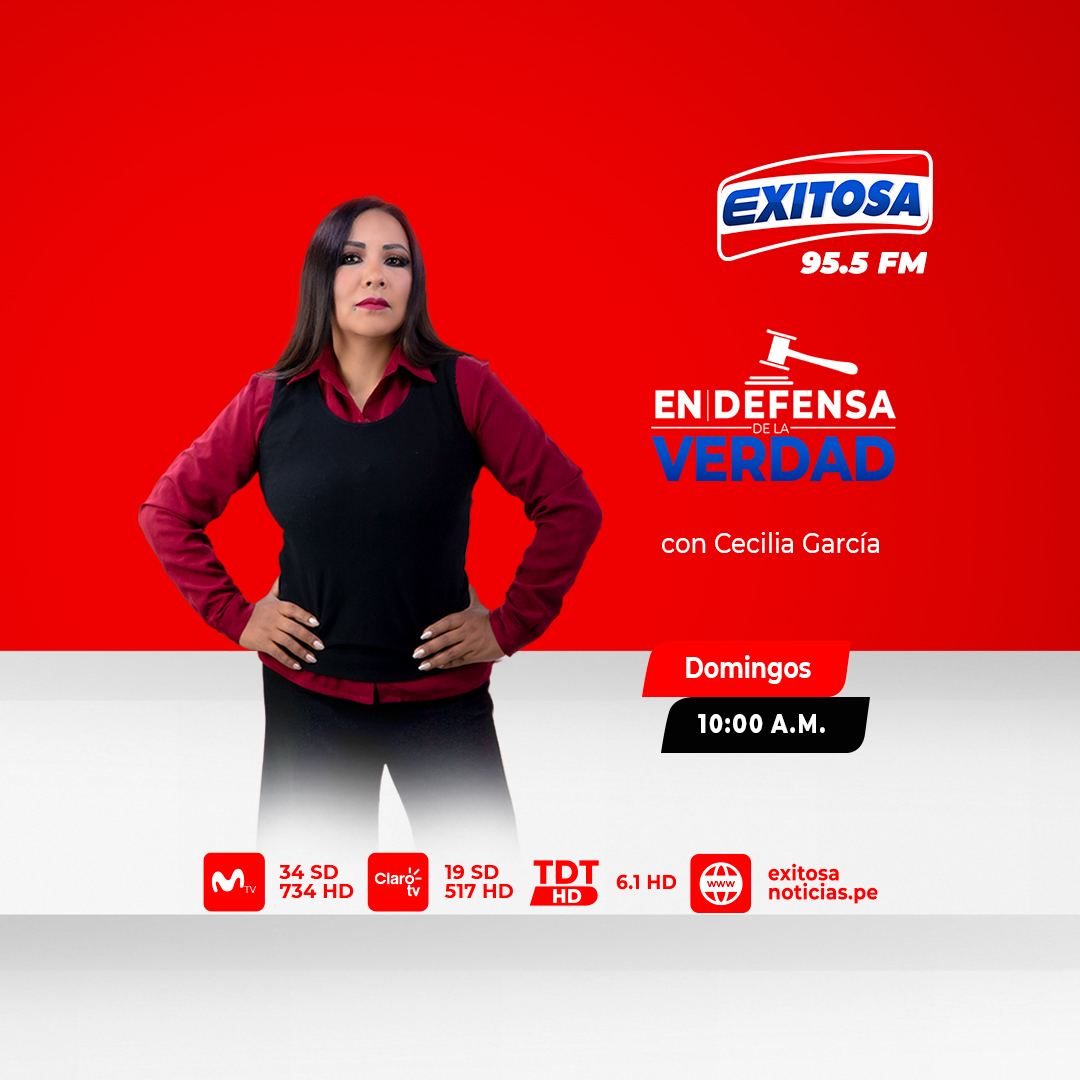 EXITOSA
95.5 FM
EN DEFENSA
DE LA
VERDAD
con Cecilia García
Domingos
10:00 A.M.
TV
34 SD
734 HD
Claro
tv
19 SD
517 HD
TDT
HD
6.1 HD
www
exitosa
noticias.pe